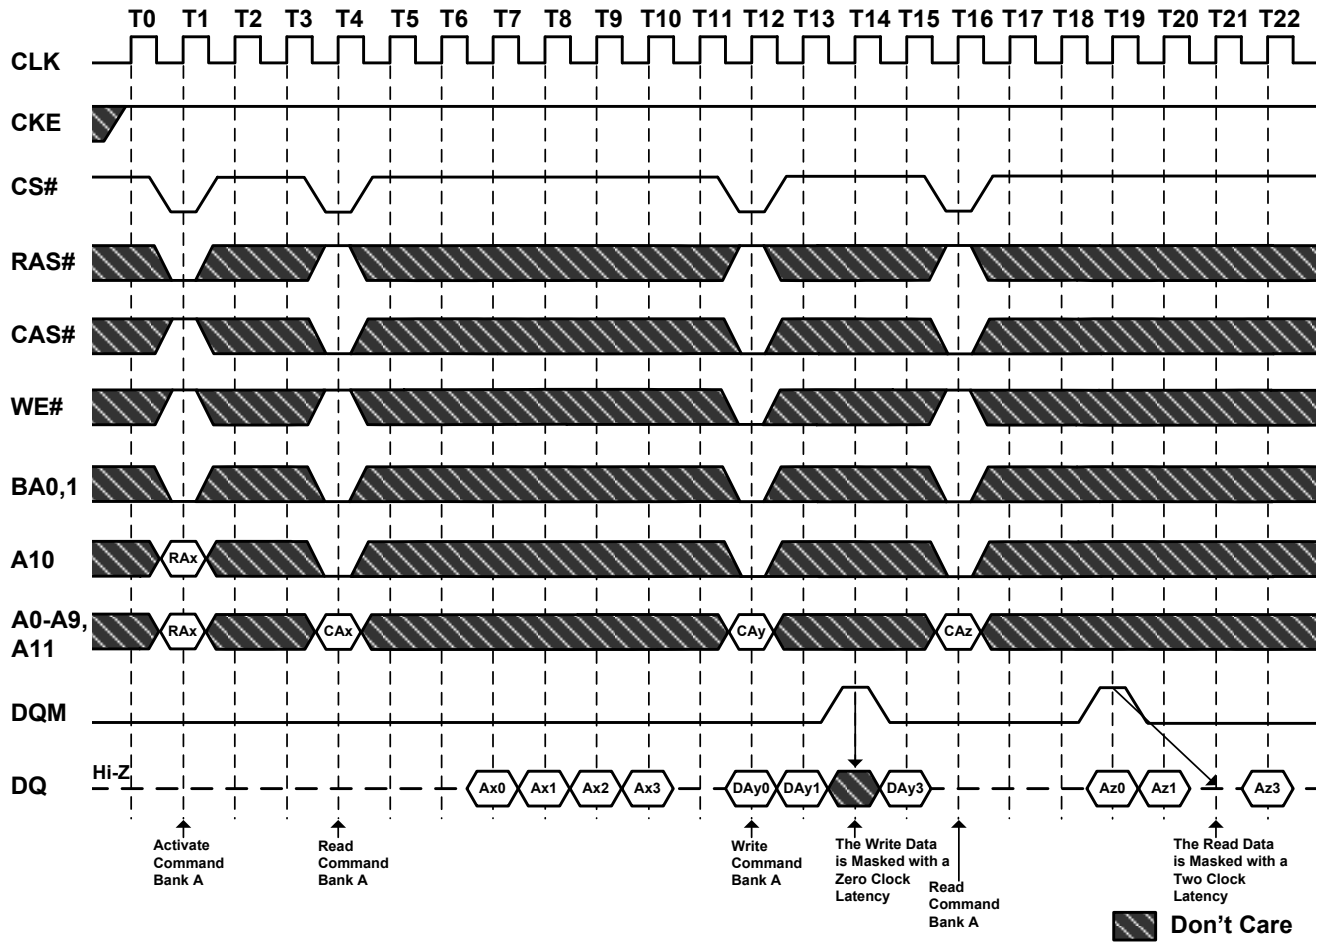 T0 T1 T2 T3 T4 T5 T6 T7 T8 T9 T10 T11 T12 T13 T14 T15 T16 T17 T18 T19 T20 T21 T22
CLK
CKE
CS#
RAS#
CAS#
WE#
BA0,1
A10
RAx
A0-A9,
A11
RAx CAx CAy CAz
DQM
DQ
Hi-Z
Ax0 Ax1 Ax2 Ax3 DAy0 DAy1 DAy3 Az0 Az1 Az3
Activate
Command
Bank A
Read
Command
Bank A
Write
Command
Bank A
The Write Data
is Masked with a
Zero Clock
Latency
Read
Command
Bank A
The Read Data
is Masked with a
Two Clock
Latency
Don't Care